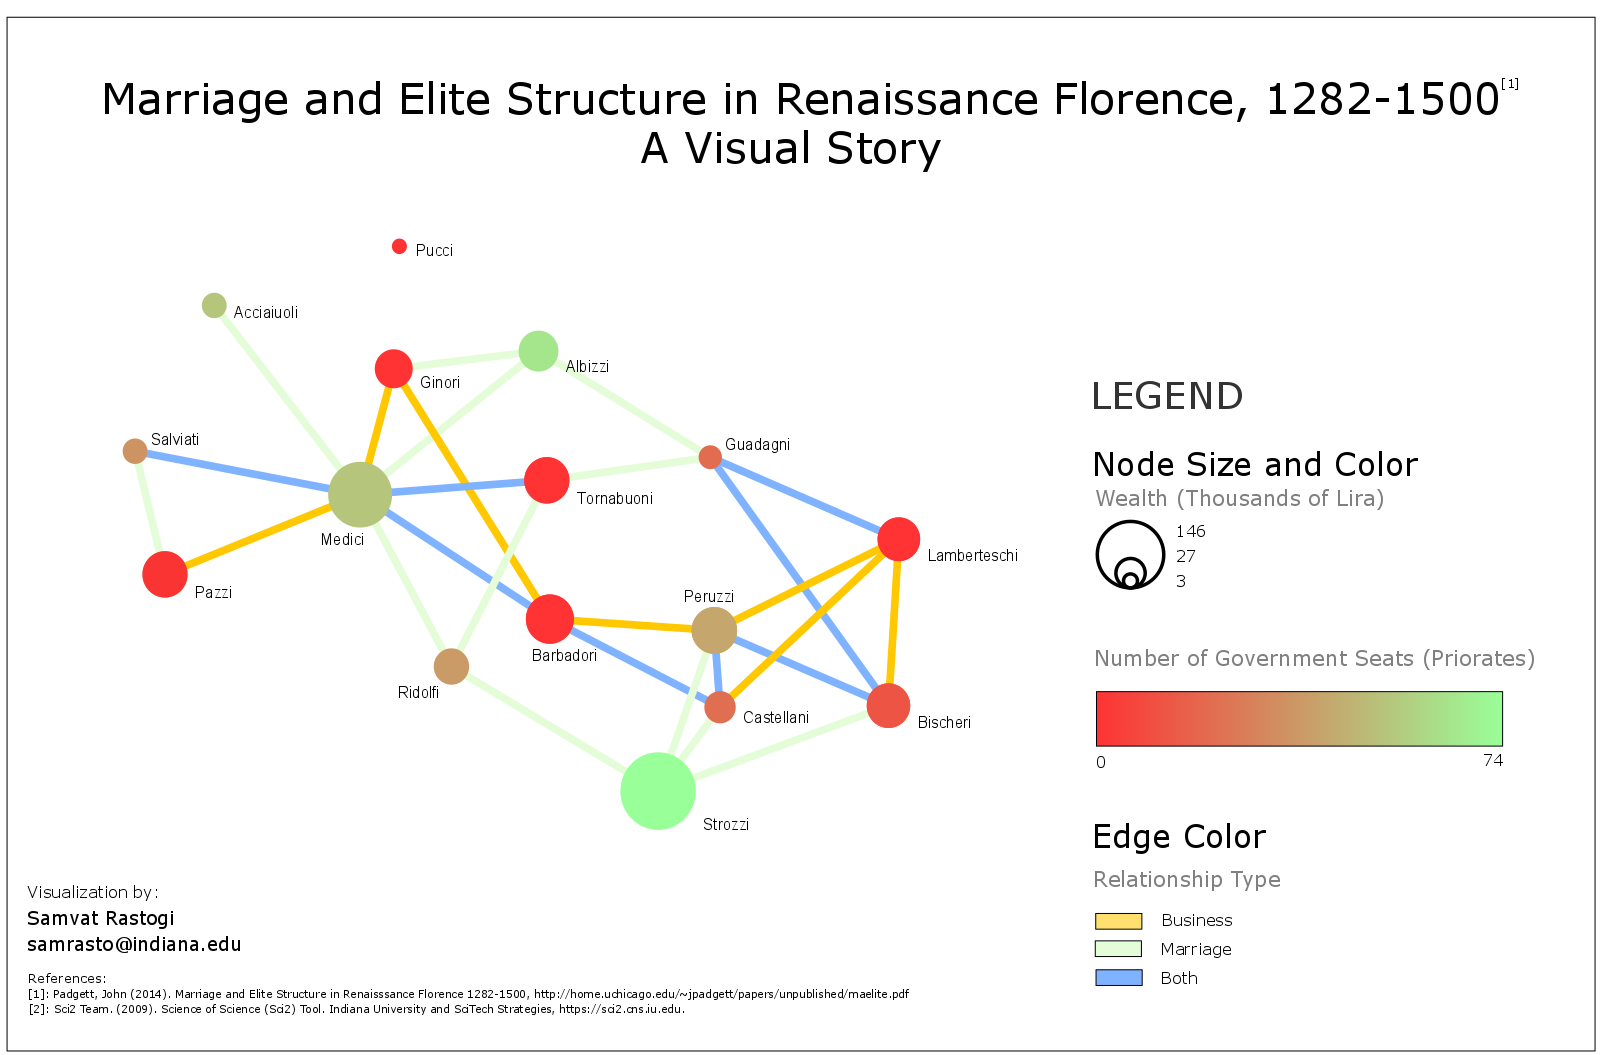 Marriage and Elite Structure in Renaissance Florence, 1282-1500[1]
A Visual Story
Pucci
Acciaiuoli
Ginori
Albizzi
Salviati
Guadagni
Tornabuoni
Medici
Lamberteschi
Pazzi
Peruzzi
Barbadori
Ridolfi
Castellani
Bischeri
Strozzi
LEGEND
Node Size and Color
Wealth (Thousands of Lira)
146
27
3
Number of Government Seats (Priorates)
0
74
Edge Color
Relationship Type
Business
Marriage
Both
Visualization by:
Samvat Rastogi
samrasto@indiana.edu
References:
[1]: Padgett, John (2014). Marriage and Elite Structure in Renaisssance Florence 1282-1500, http://home.uchicago.edu/~jpadgett/papers/unpublished/maelite.pdf
[2]: Sci2 Team. (2009). Science of Science (Sci2) Tool. Indiana University and SciTech Strategies, https://sci2.cns.iu.edu.